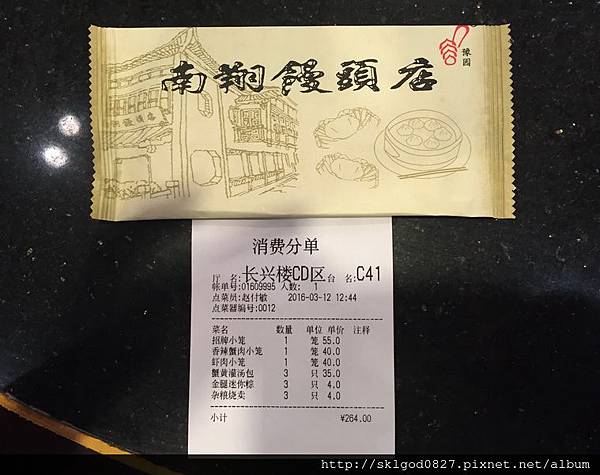 豫园
南翔饅頭店
消费分单
厅 名:长兴楼CD区台 名:C41
帐单号:01609995 人数: 1
点菜员:赵付敏 2016-03-12 12:44
点菜器编号:0012
菜名 数量 单位 单价 注释
招牌小笼 1 笼 55.0
香辣蟹肉小笼 1 笼 40.0
虾肉小笼 1 笼 40.0
蟹黄灌汤包 3 只 35.0
金腿迷你粽 3 只 4.0
杂粮烧卖 3 只 4.0
小计 ¥264.00
http://sklgod0827.pixnet.net/album